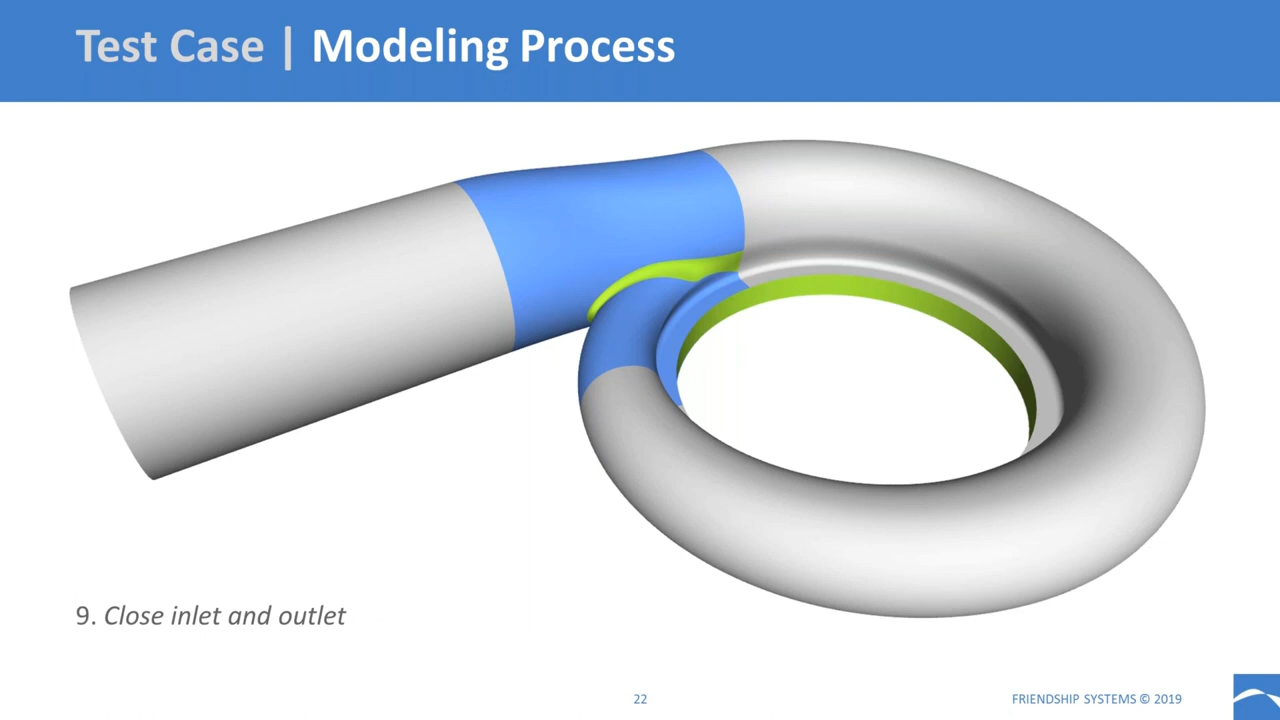 Test Case | Modeling Process
9. Close inlet and outlet
22
FRIENDSHIP SYSTEMS © 2019